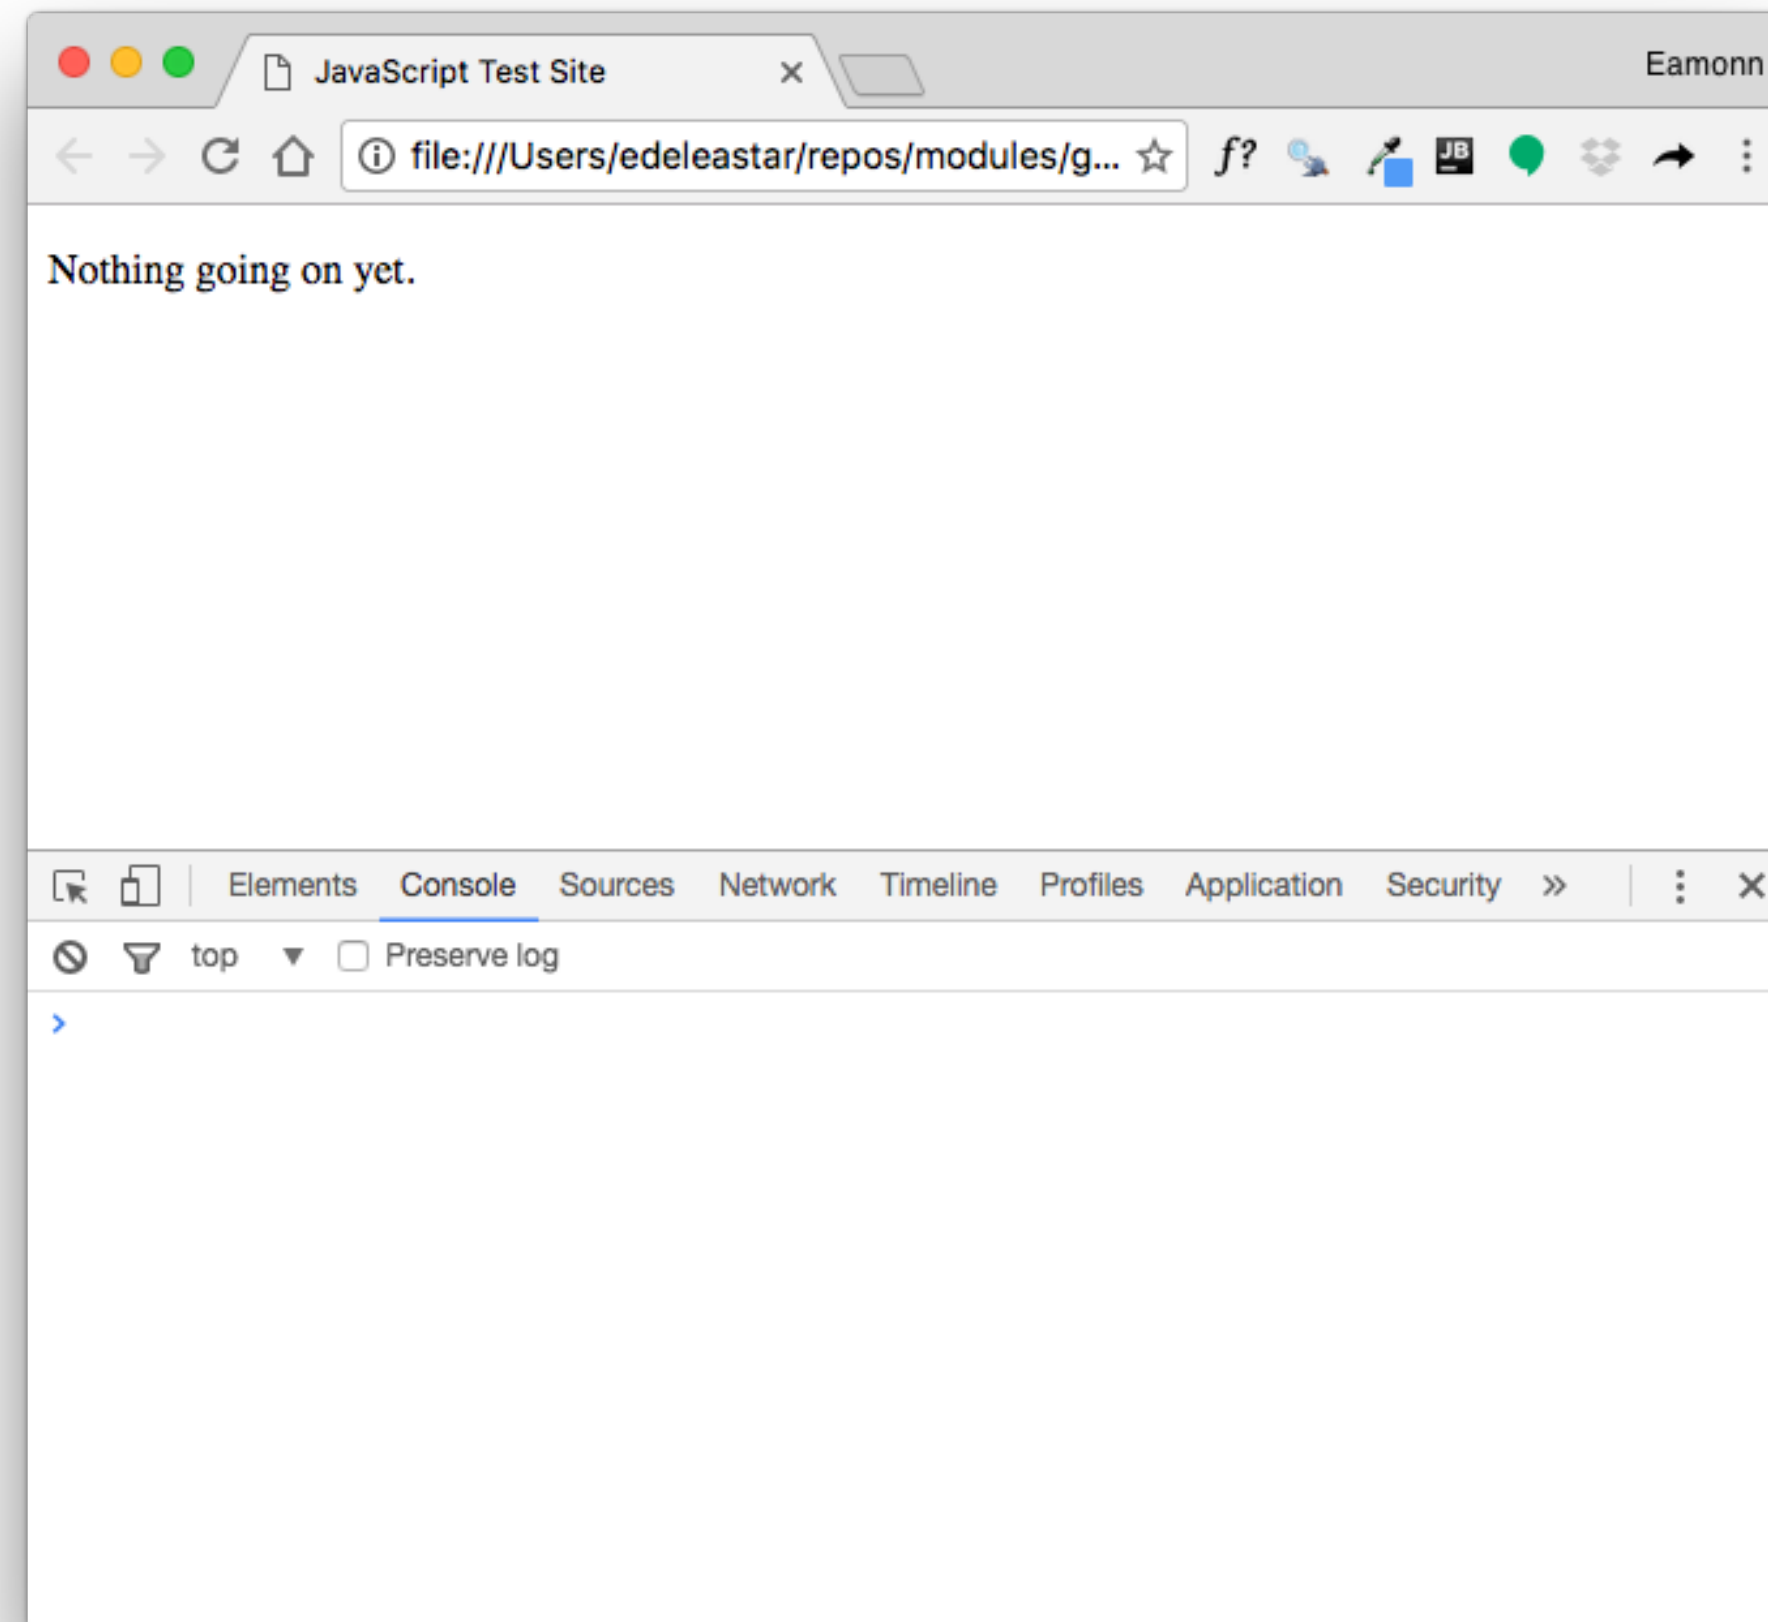 JavaScript Test Site
Eamonn
file:///Users/edeleastar/repos/modules/g...
f?
JB
Nothing going on yet.
Elements Console Sources Network Timeline Profiles Application Security »
top Preserve log